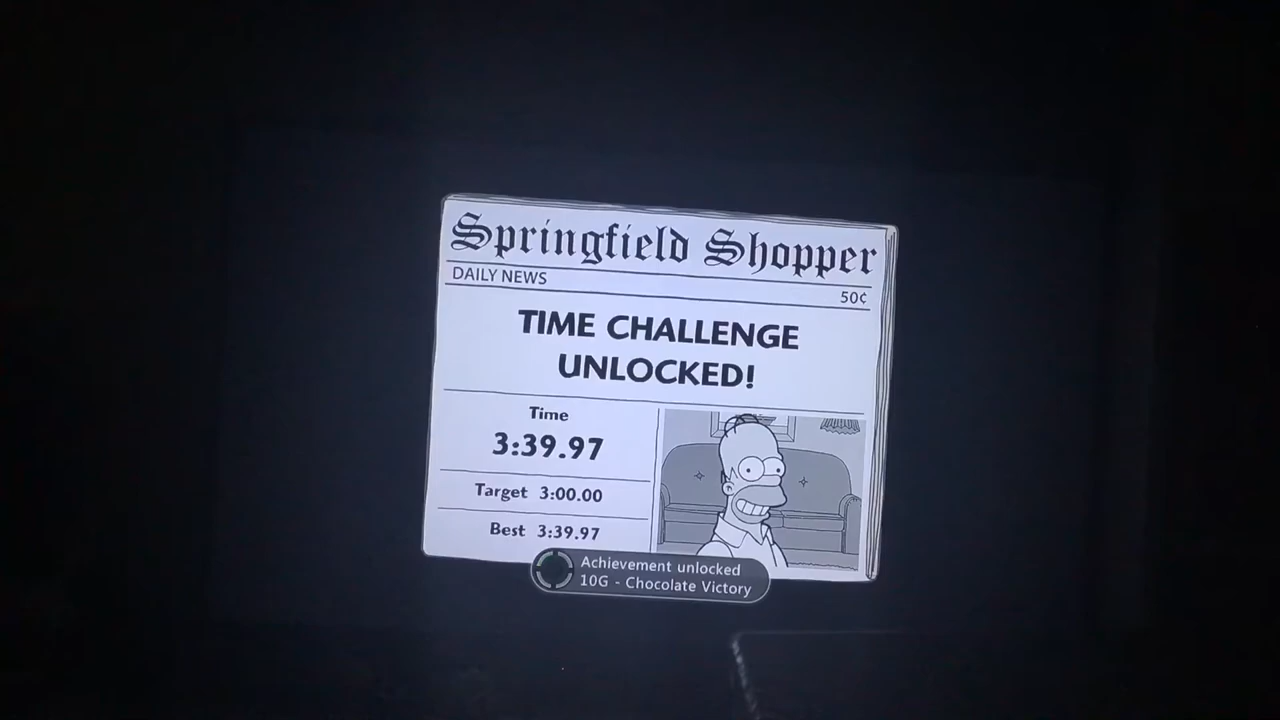 Springfield Shopper
DAILY NEWS
50¢
TIME CHALLENGE
UNLOCKED!
Time
3:39.97
Target 3:00.00
Best 3:39.97
Achievement unlocked
10G - Chocolate Victory